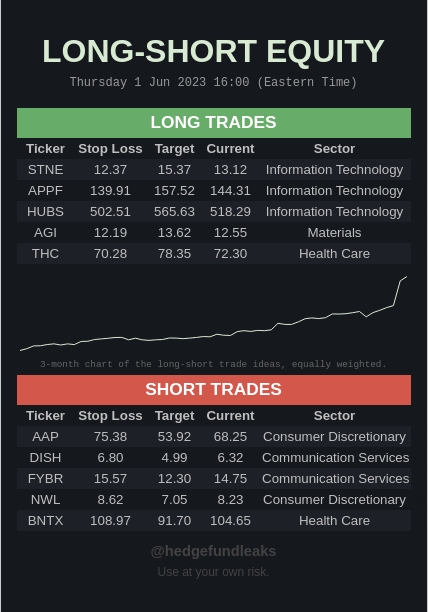 LONG-SHORT EQUITY
Thursday 1 Jun 2023 16:00 (Eastern Time)
LONG TRADES
Ticker Stop Loss Target Current Sector
STNE 12.37 15.37 13.12 Information Technology
APPF 139.91 157.52 144.31 Information Technology
HUBS 502.51 565.63 518.29 Information Technology
AGI 12.19 13.62 12.55 Materials
THC 70.28 78.35 72.30 Health Care
3-month chart of the long-short trade ideas, equally weighted.
SHORT TRADES
Ticker Stop Loss Target Current Sector
AAP 75.38 53.92 68.25 Consumer Discretionary
DISH 6.80 4.99 6.32 Communication Services
FYBR 15.57 12.30 14.75 Communication Services
NWL 8.62 7.05 8.23 Consumer Discretionary
BNTX 108.97 91.70 104.65 Health Care
@hedgefundleaks
Use at your own risk.